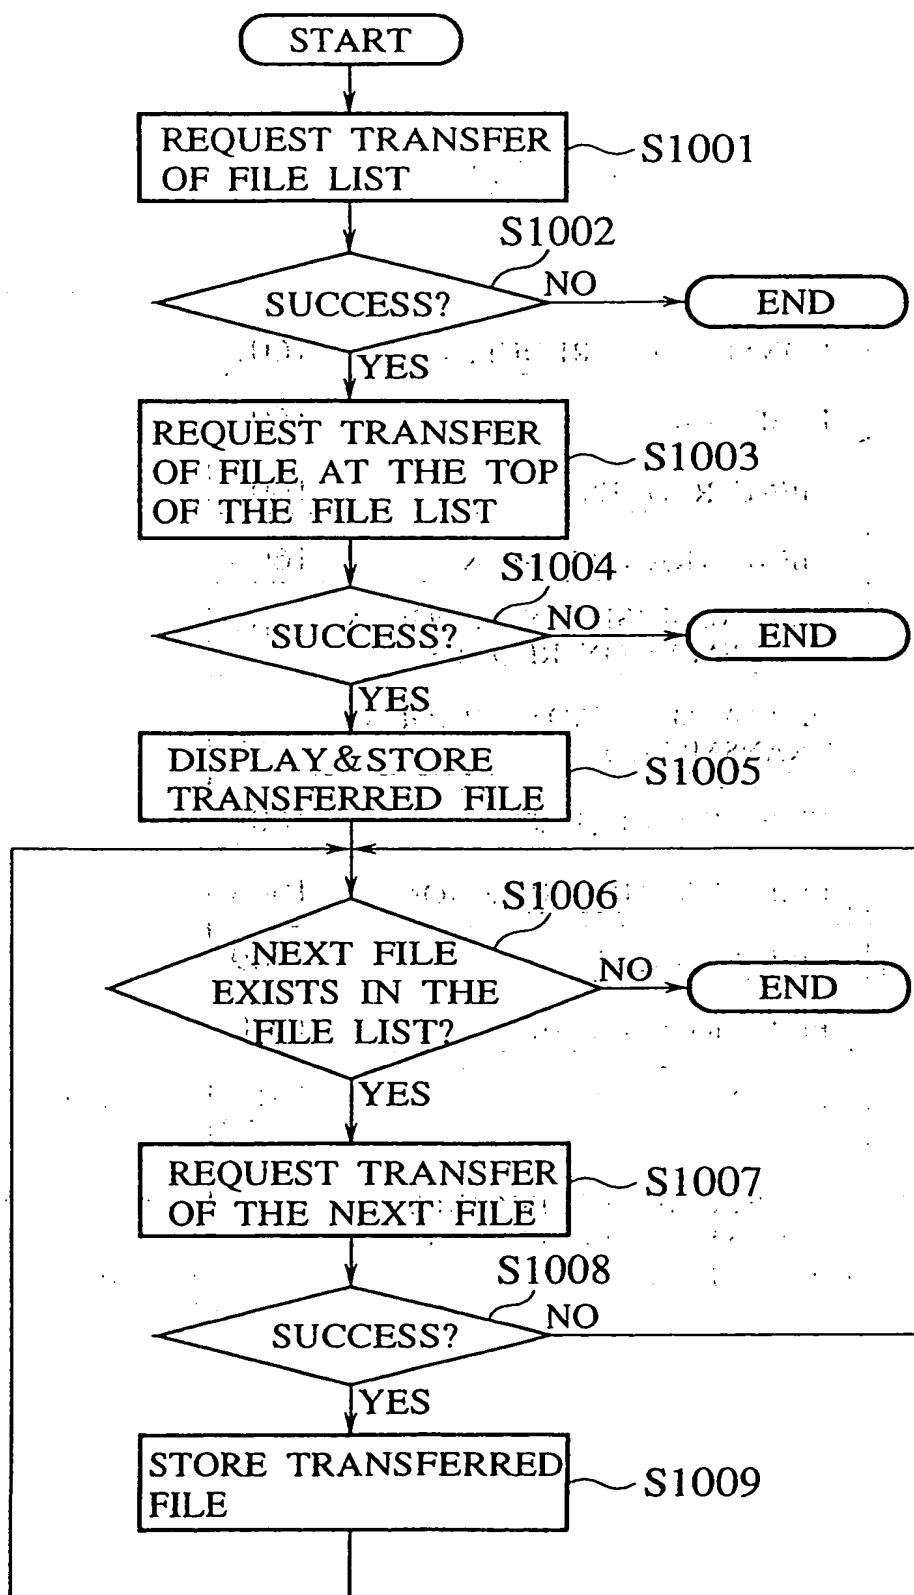 START
REQUEST TRANSFER
OF FILE LIST
S1001
S1002
SUCCESS?
NO
END
YES
REQUEST TRANSFER
OF FILE AT THE TOP
OF THE FILE LIST
S1003
S1004
SUCCESS?
NO
END
YES
DISPLAY&STORE
TRANSFERRED FILE
S1005
S1006
NEXT FILE
EXISTS IN THE
FILE LIST?
NO
END
YES
REQUEST TRANSFER
OF THE NEXT FILE
S1007
S1008
SUCCESS?
NO
YES
STORE TRANSFERRED
FILE
S1009